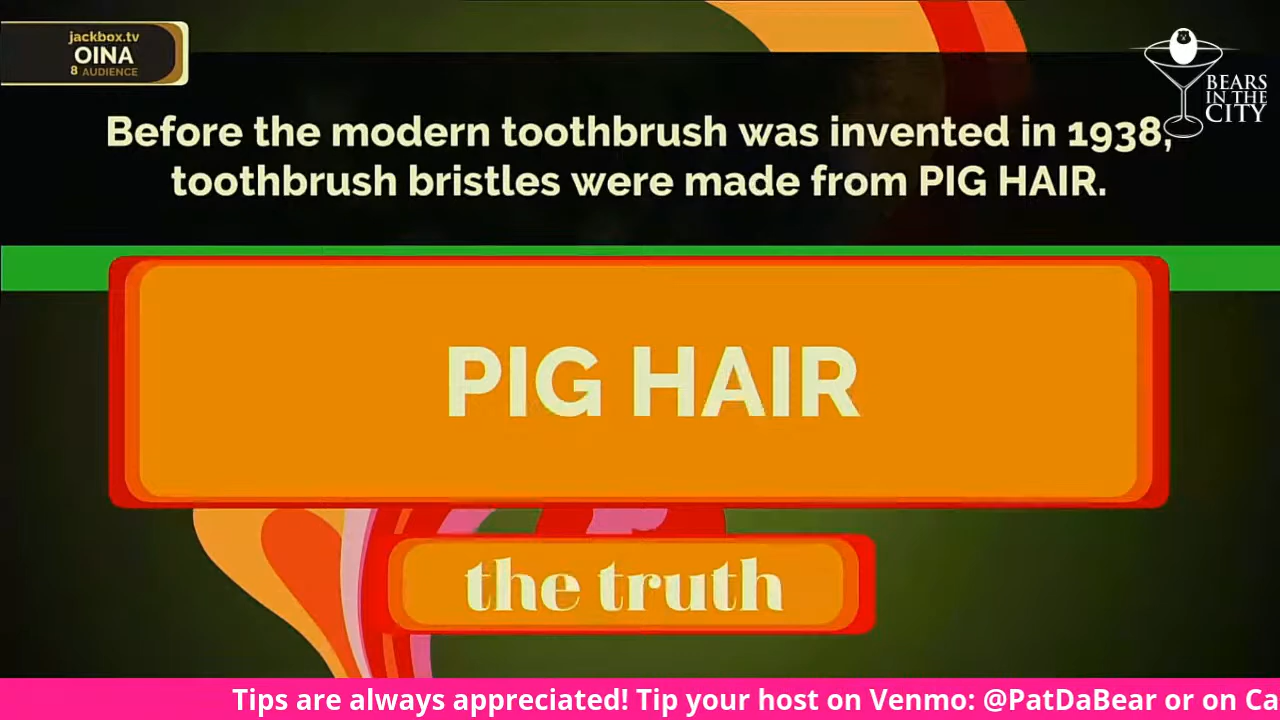 jackbox.tv
OINA
8 AUDIENCE
BEARS
IN THE
CITY
Before the modern toothbrush was invented in 1938,
toothbrush bristles were made from PIG HAIR.
PIG HAIR
the truth
Tips are always appreciated! Tip your host on Venmo: @PatDaBear or on Ca